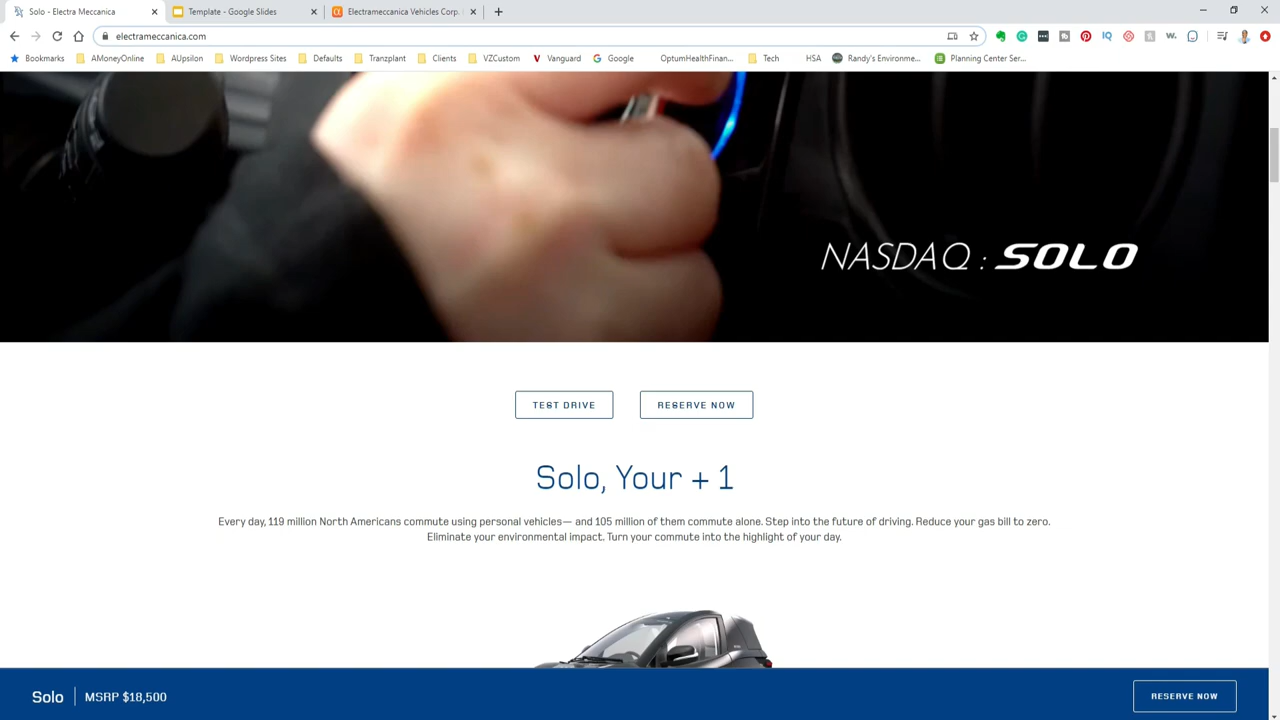 Solo - Electra Meccanica
Template - Google Slides
Electrameccanica Vehicles Corp. (
electrameccanica.com
Bookmarks
AMoneyOnline
AUpsilon
Wordpress Sites
Defaults
Tranzplant
Clients
VZCustom
Vanguard
Google
OptumHealthFinan...
Tech
HSA
Randy's Environme...
Planning Center Ser...
NASDAQ : SOLO
TEST DRIVE
RESERVE NOW
Solo, Your + 1
Every day, 119 million North Americans commute using personal vehicles— and 105 million of them commute alone. Step into the future of driving. Reduce your gas bill to zero.
Eliminate your environmental impact. Turn your commute into the highlight of your day.
Solo | MSRP $18,500
RESERVE NOW